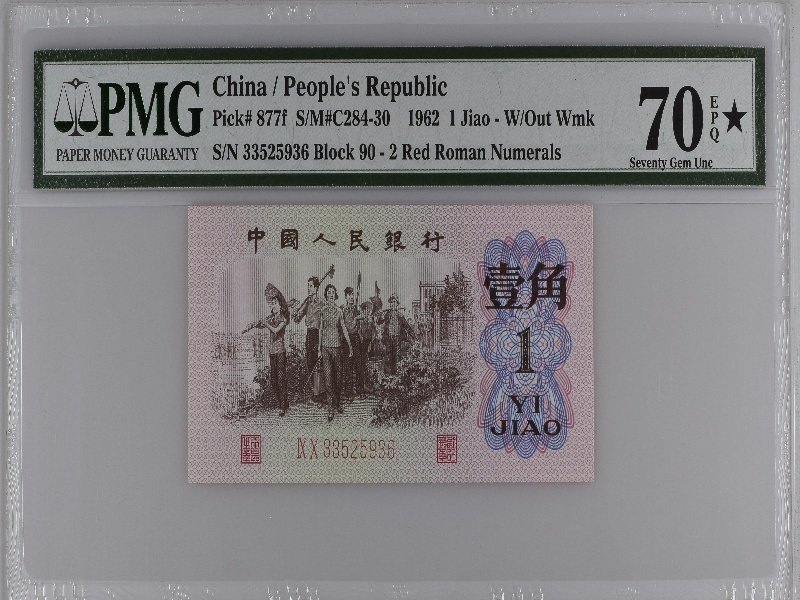 PMG
PAPER MONEY GUARANTY
China / People's Republic
Pick# 877f S/M#C284-30 1962 1 Jiao - W/Out Wmk
S/N 33525936 Block 90 - 2 Red Roman Numerals
70 EPQ ★
Seventy Gem Unc
中國人民銀行
壹角
1
YI
JIAO
IX X 33525936